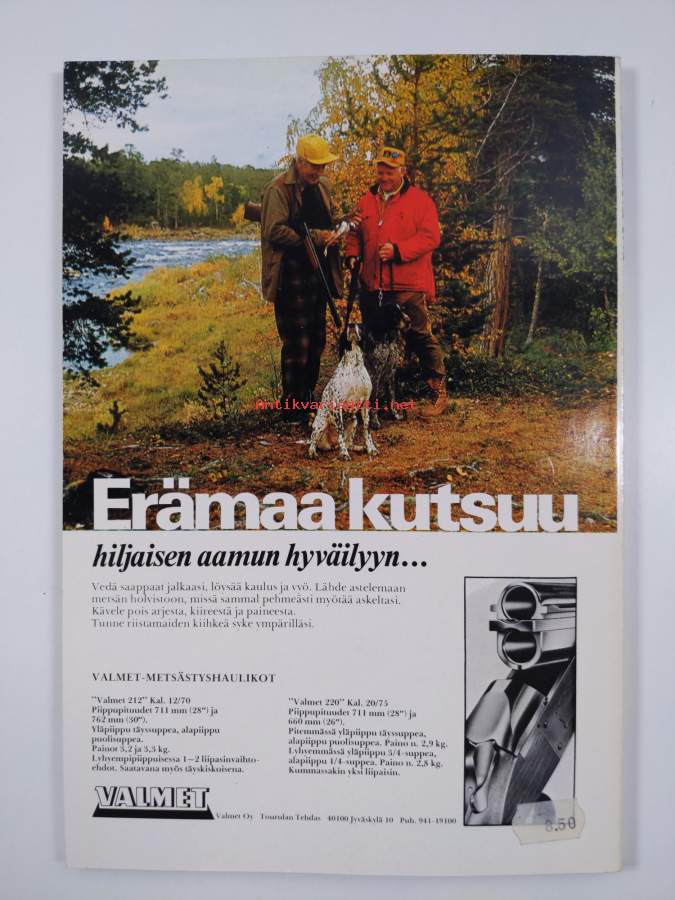 Antikvariaatti.net
Erämaa kutsuu
hiljaisen aamun hyväilyyn...
Vedä saappaat jalkaasi, löysää kaulus ja vyö. Lähde astelemaan
metsän holvistoon, missä sammal pehmeästi myötää askeltasi.
Kävele pois arjesta, kiireestä ja paineesta.
Tunne riistamaiden kiihkeä syke ympärilläsi.
VALMET-METSÄSTYSHAULIKOT
"Valmet 212" Kal. 12/70
Piippupituudet 711 mm (28") ja
762 mm (30").
Yläpiippu täyssuppea, alapiippu
puolisuppea.
Painot 3,2 ja 3,3 kg.
Lyhyempipiippuisessa 1–2 liipasinvaihto-
ehdot. Saatavana myös täyskiskoisena.
"Valmet 220" Kal. 20/75
Piippupituudet 711 mm (28") ja
660 mm (26").
Pitemmässä yläpiippu täyssuppea,
alapiippu puolisuppea. Paino n. 2,9 kg.
Lyhyemmässä yläpiippu 3/4-suppea,
alapiippu 1/4-suppea. Paino n. 2,8 kg.
Kummassakin yksi liipaisin.
VALMET
Valmet Oy Tourulan Tehdas 40100 Jyväskylä 10 Puh. 941-19100
8.50